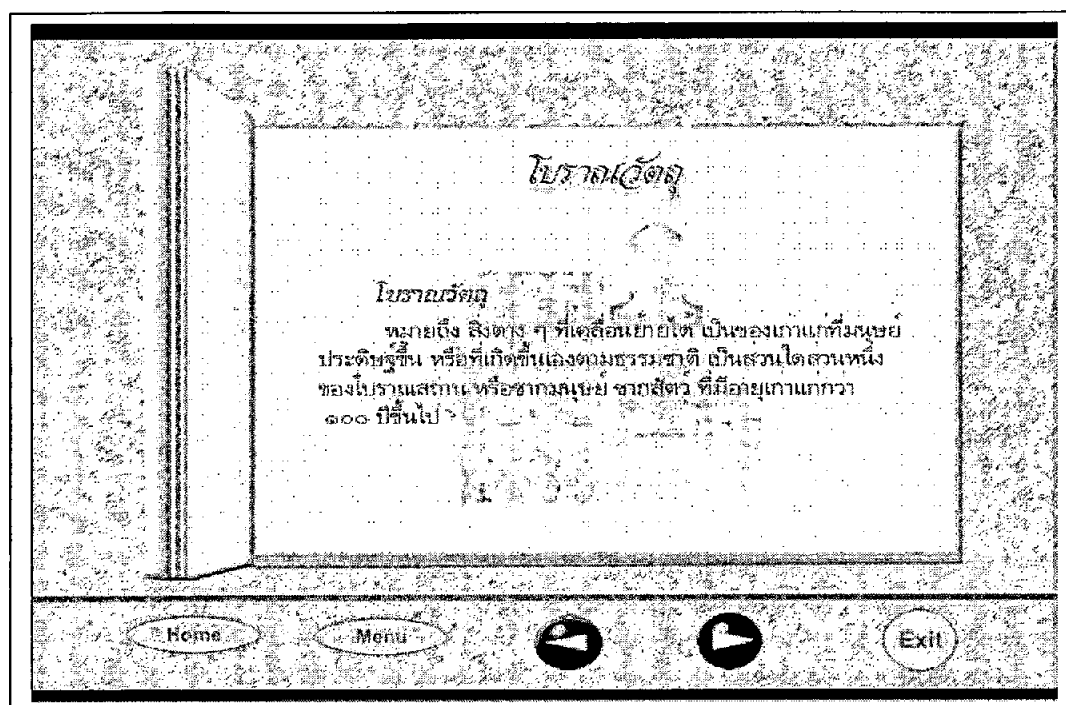 โบราณวัตถุ
โบราณวัตถุ
หมายถึง สิ่งต่าง ๆ ที่เคลื่อนย้ายได้ เป็นของเก่าแก่ที่มนุษย์
ประดิษฐ์ขึ้น หรือที่เกิดขึ้นเองตามธรรมชาติ เป็นส่วนใดส่วนหนึ่ง
ของโบราณสถาน หรือซากมนุษย์ ซากสัตว์ ที่มีอายุเก่าแก่กว่า
๑๐๐ ปีขึ้นไป
Home Menu Exit